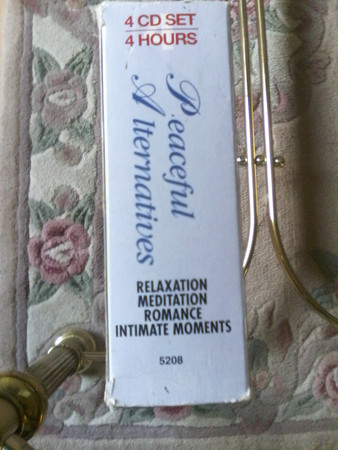 4 CD SET
4 HOURS
Peaceful
Alternatives
RELAXATION
MEDITATION
ROMANCE
INTIMATE MOMENTS
5208